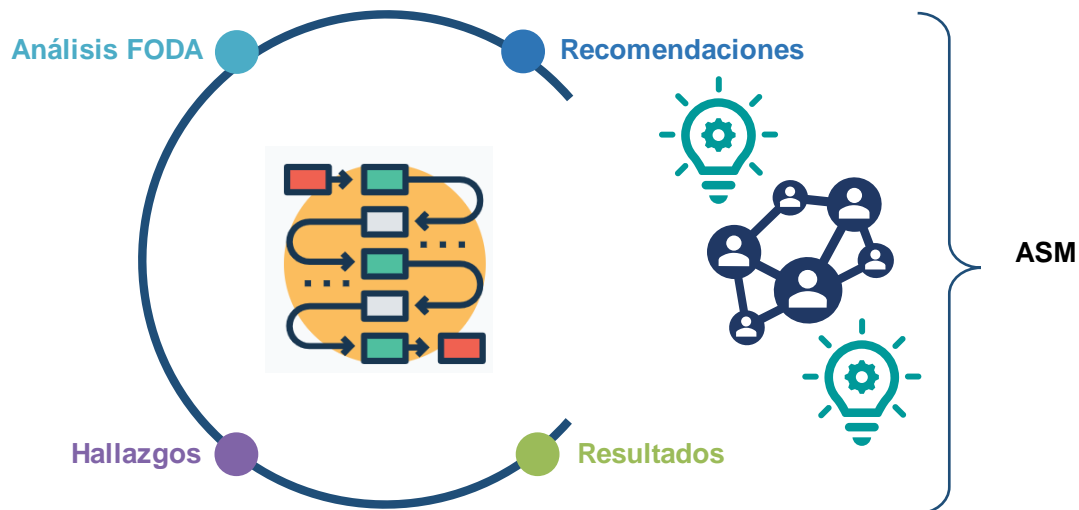 Análisis FODA
Recomendaciones
ASM
Hallazgos
Resultados